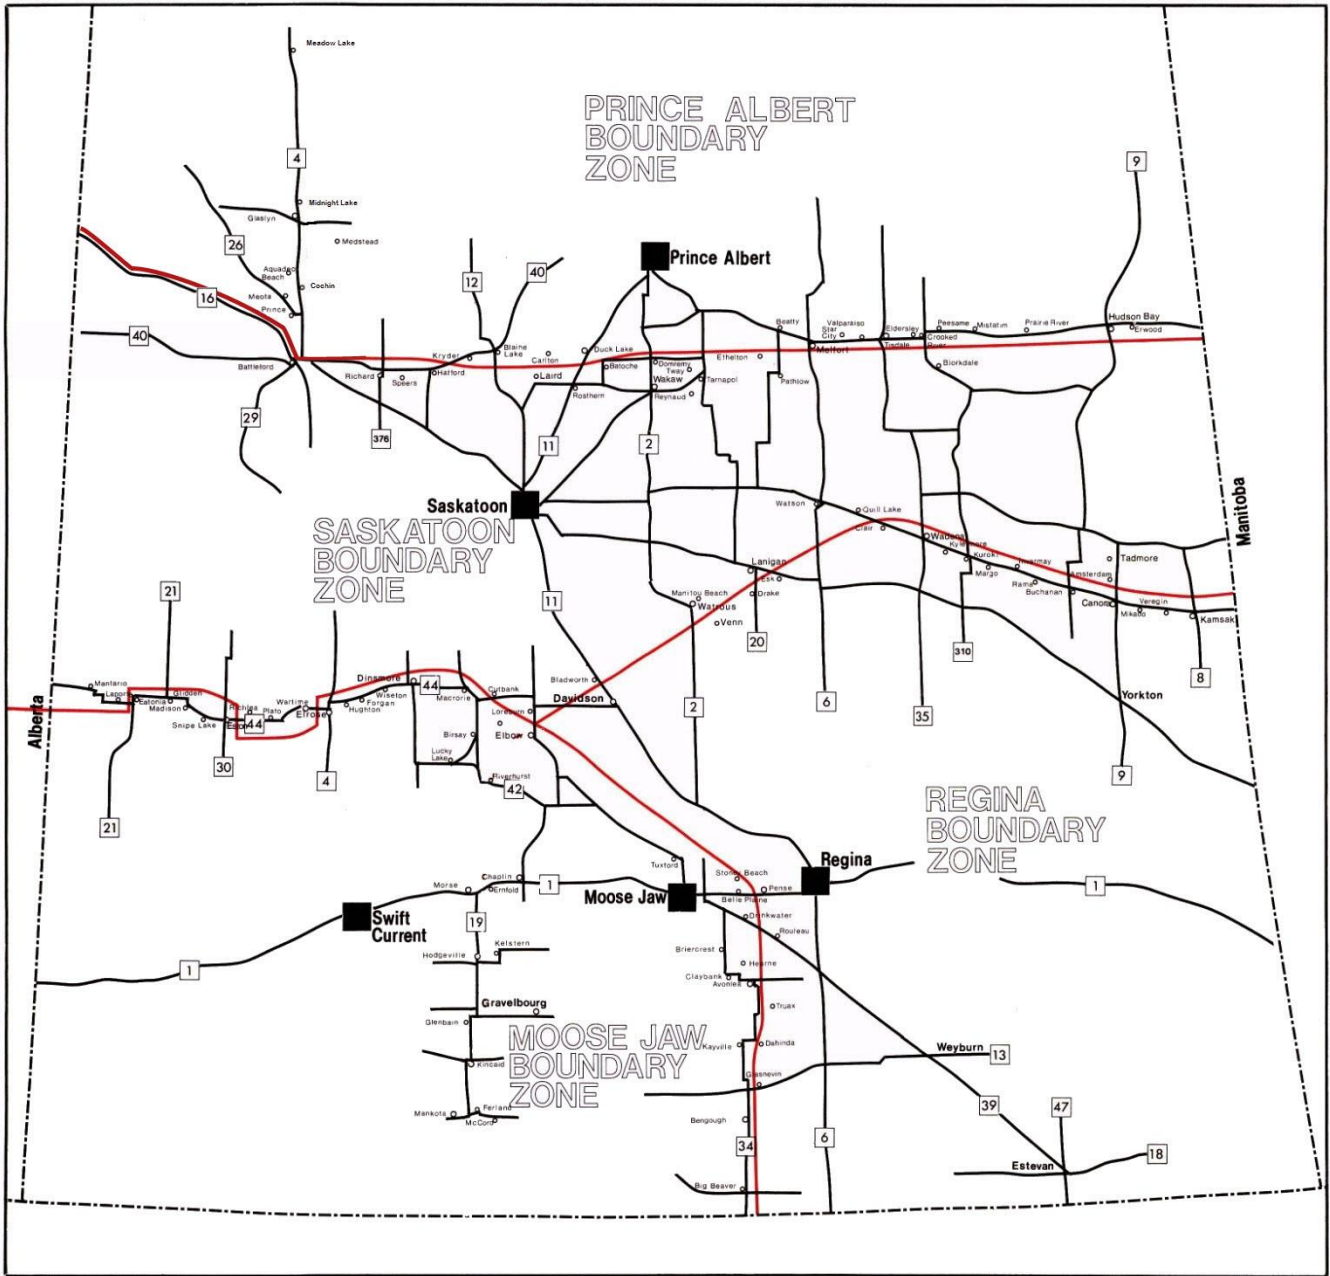 Meadow Lake
PRINCE ALBERT
BOUNDARY
ZONE
4
9
Midnight Lake
Glaslyn
26
Medstead
Prince Albert
Aquadeo
Beach
12
40
Cochin
Meota
16
Prince
Beatty
Valparaiso
Star
City
Eldersley
Peesame
Mistatim
Prairie River
Hudson Bay
Erwood
40
Melfort
Tisdale
Crooked
River
Blaine
Lake
Duck Lake
Kryder
Carlton
Ethelton
Battleford
Richard
Speers
Hafford
Laird
Batoche
Domremy
Tway
Wakaw
Tarnapol
Pathlow
Bjorkdale
Rosthern
Reynaud
29
376
11
2
Saskatoon
Watson
Quill Lake
Manitoba
SASKATOON
BOUNDARY
ZONE
Clair
Wadena
Kylemore
Kuroki
Invermay
Tadmore
Lanigan
Margo
Amsterdam
Esk
Rama
Buchanan
21
11
Manitou Beach
Drake
Watrous
Canora
Veregin
Mikado
Kamsak
Venn
20
310
8
Mantario
Dinsmore
44
Bladworth
Laporte
Glidden
Wiseton
Macrorie
Cutbank
Yorkton
Eatonia
Madison
Richlea
Wartime
Forgan
Hughton
Davidson
2
6
35
Alberta
Snipe Lake
Eston
44
Plato
Elrose
Loreburn
Birsay
Elbow
Lucky
Lake
30
4
Riverhurst
42
9
21
REGINA
BOUNDARY
ZONE
Tuxford
Regina
Chaplin
Stoney Beach
Morse
Ernfold
1
Moose Jaw
Belle Plaine
Pense
1
Swift
Current
19
Drinkwater
Rouleau
Kelstern
Hodgeville
Briercrest
Hearne
1
Claybank
Avonlea
Gravelbourg
Truax
Glenbain
MOOSE JAW
BOUNDARY
ZONE
Kayville
Dahinda
Weyburn
13
Kincaid
Glasnevin
Mankota
Ferland
McCord
Bengough
39
47
34
6
18
Estevan
Big Beaver